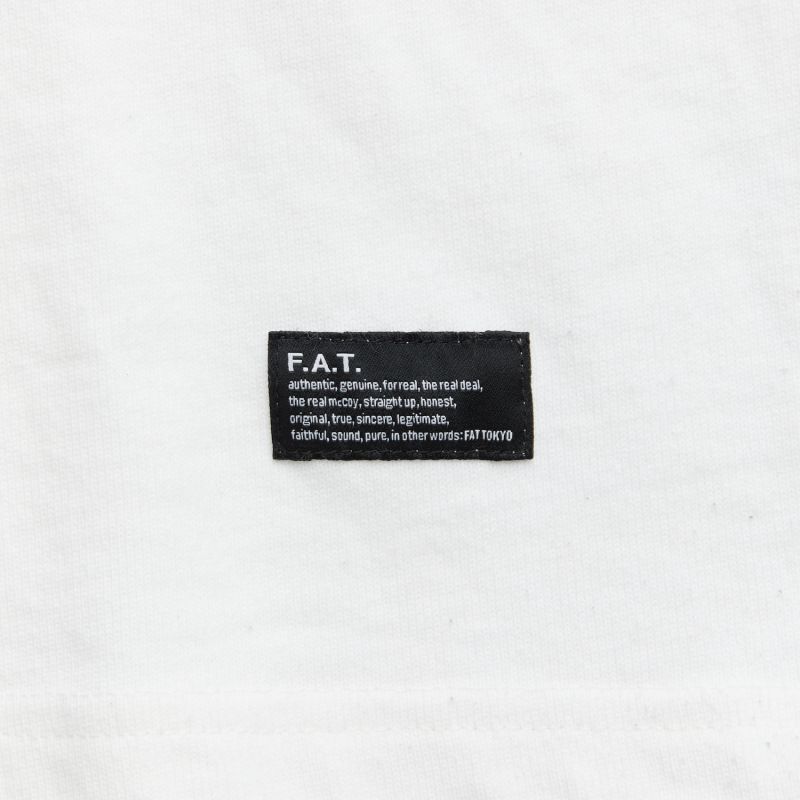 F.A.T.
authentic, genuine, for real, the real deal,
the real mccoy, straight up, honest,
original, true, sincere, legitimate,
faithful, sound, pure, in other words: FAT TOKYO